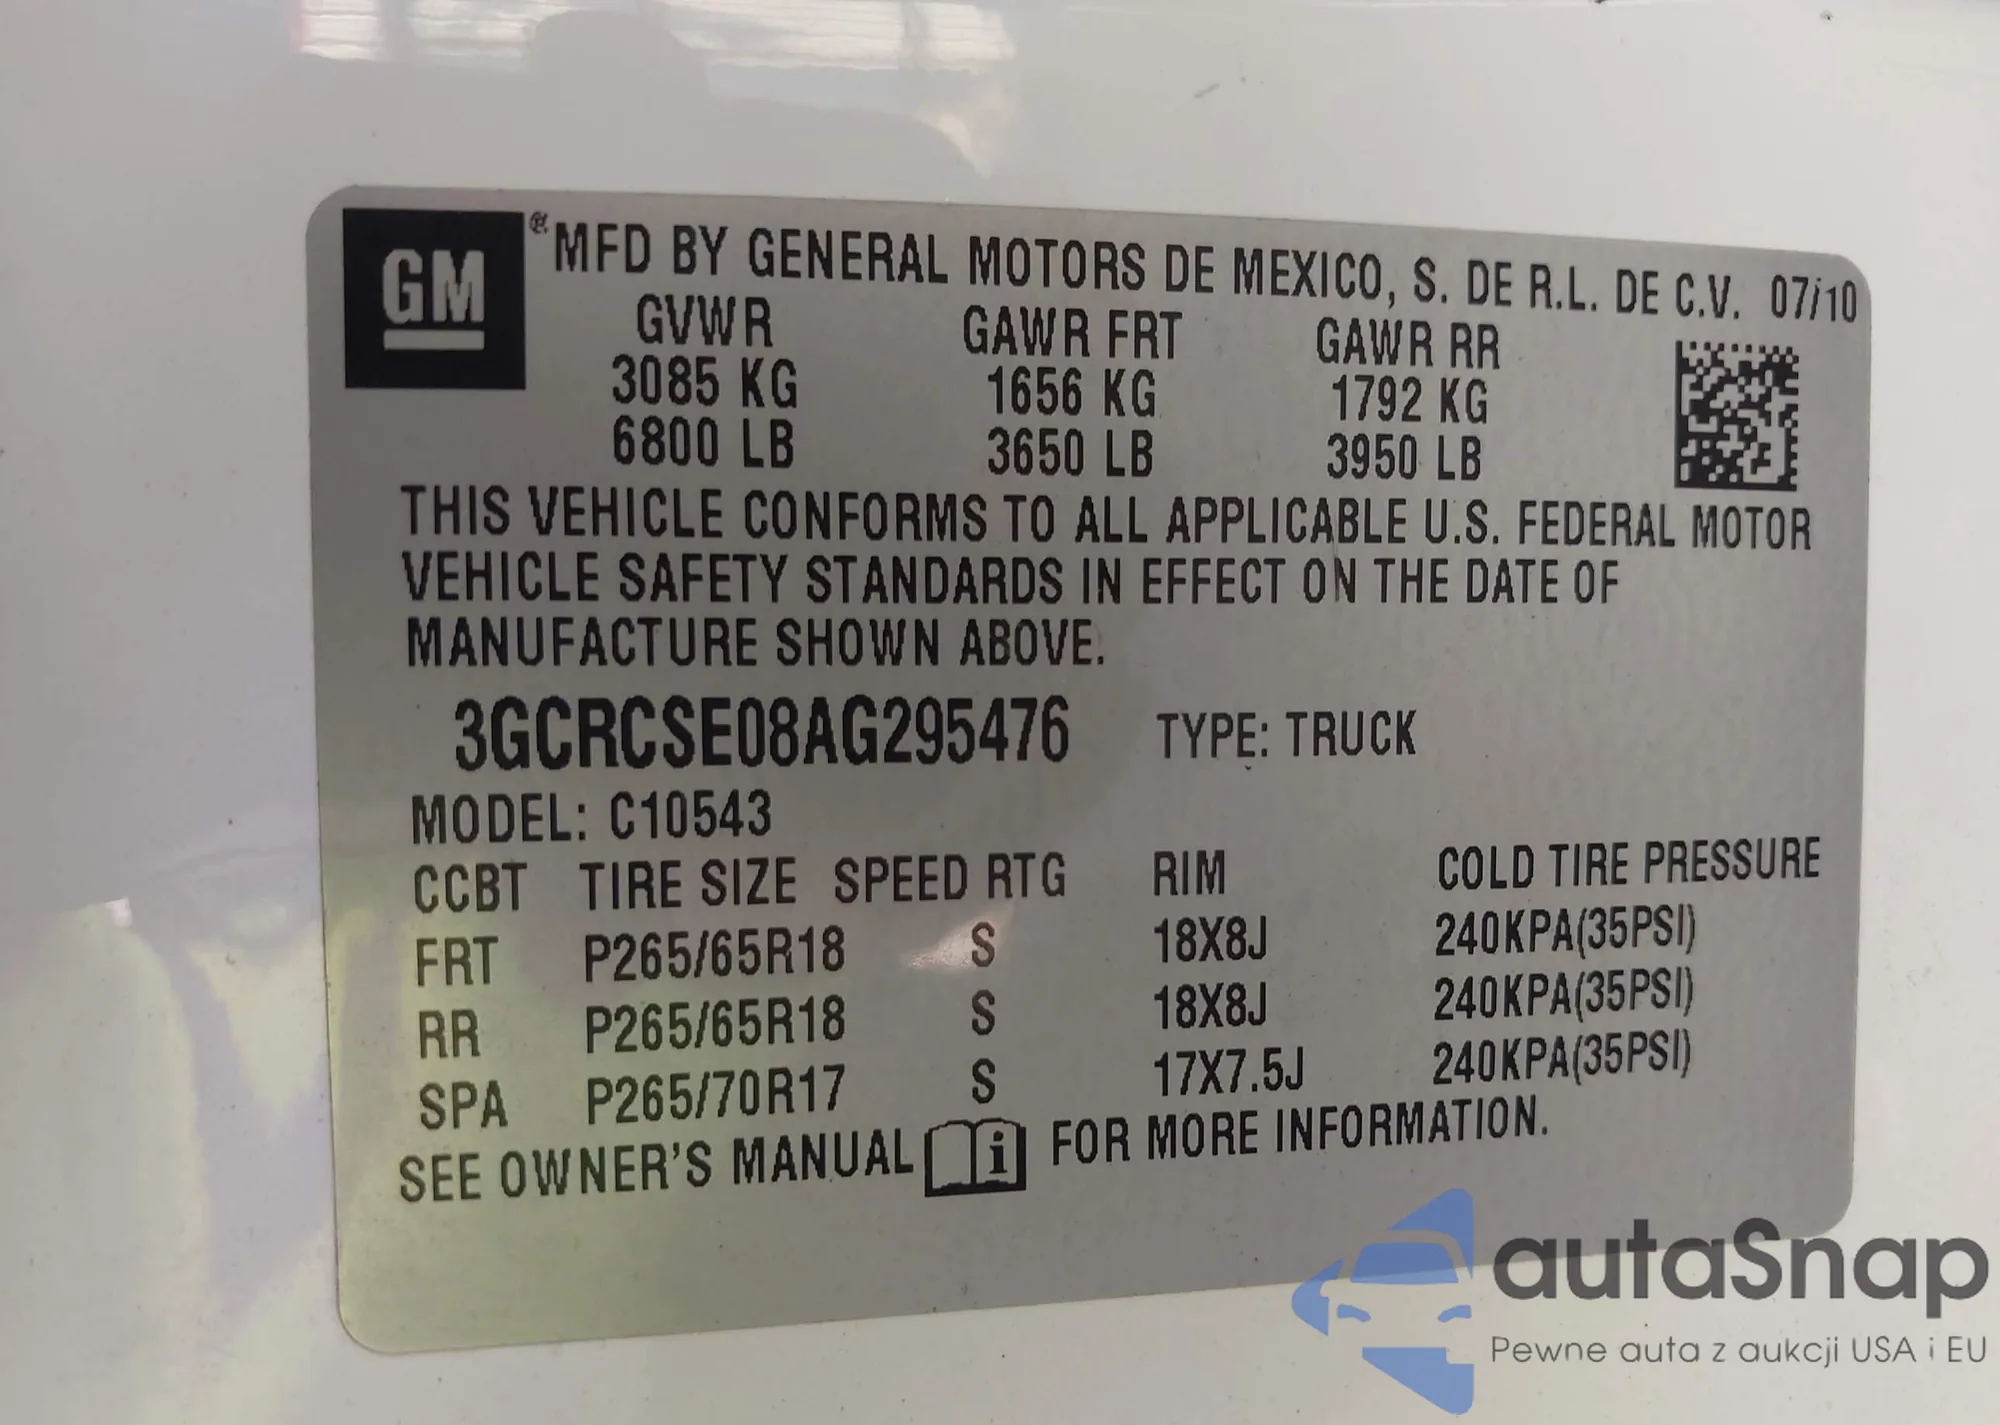 GM
®MFD BY GENERAL MOTORS DE MEXICO, S. DE R.L. DE C.V. 07/10
GVWR GAWR FRT GAWR RR
3085 KG 1656 KG 1792 KG
6800 LB 3650 LB 3950 LB
THIS VEHICLE CONFORMS TO ALL APPLICABLE U.S. FEDERAL MOTOR
VEHICLE SAFETY STANDARDS IN EFFECT ON THE DATE OF
MANUFACTURE SHOWN ABOVE.
3GCRCSE08AG295476 TYPE: TRUCK
MODEL: C10543
CCBT TIRE SIZE SPEED RTG RIM COLD TIRE PRESSURE
FRT P265/65R18 S 18X8J 240KPA(35PSI)
RR P265/65R18 S 18X8J 240KPA(35PSI)
SPA P265/70R17 S 17X7.5J 240KPA(35PSI)
SEE OWNER'S MANUAL i FOR MORE INFORMATION.
autaSnap
Pewne auta z aukcji USA i EU